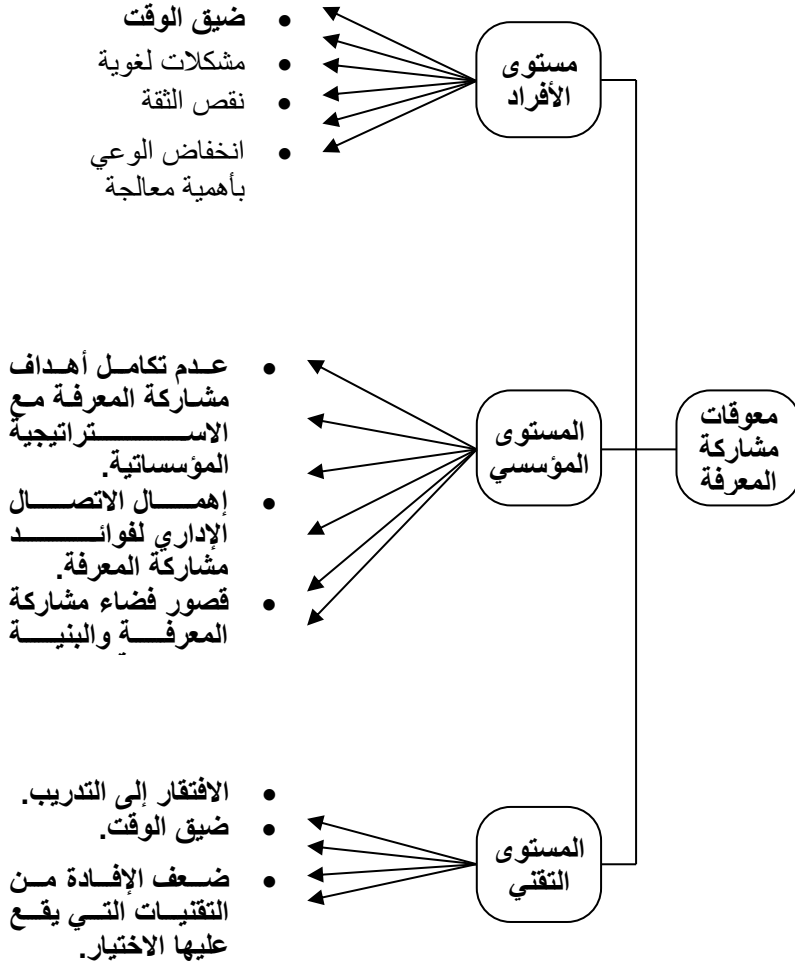 معوقات
مشاركة
المعرفة
مستوى
الأفراد
• ضيق الوقت
• مشكلات لغوية
• نقص الثقة
• انخفاض الوعي
بأهمية معالجة
المستوى
المؤسسي
• عدم تكامل أهداف
مشاركة المعرفة مع
الاستراتيجية
المؤسساتية.
• إهمال الاتصال
الإداري لفوائد
مشاركة المعرفة.
• قصور فضاء مشاركة
المعرفة والبنية
المستوى
التقني
• الافتقار إلى التدريب.
• ضيق الوقت.
• ضعف الإفادة من
التقنيات التي يقع
عليها الاختيار.